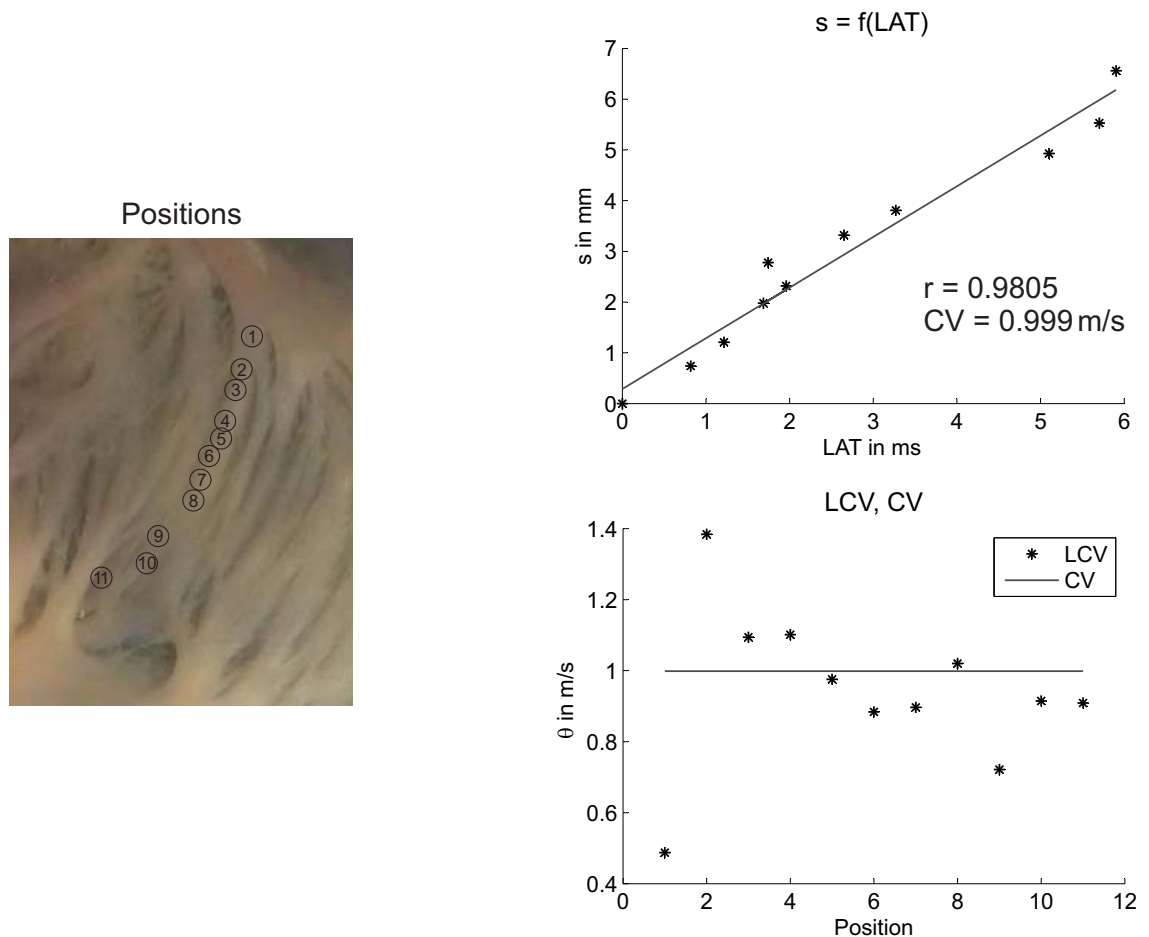 Positions
1
2
3
4
5
6
7
8
9
10
11
s = f(LAT)
7
6
5
4
3
2
1
0
s in mm
r = 0.9805
CV = 0.999 m/s
0 1 2 3 4 5 6
LAT in ms
LCV, CV
1.4
1.2
1
0.8
0.6
0.4
θ in m/s
LCV
CV
0 2 4 6 8 10 12
Position